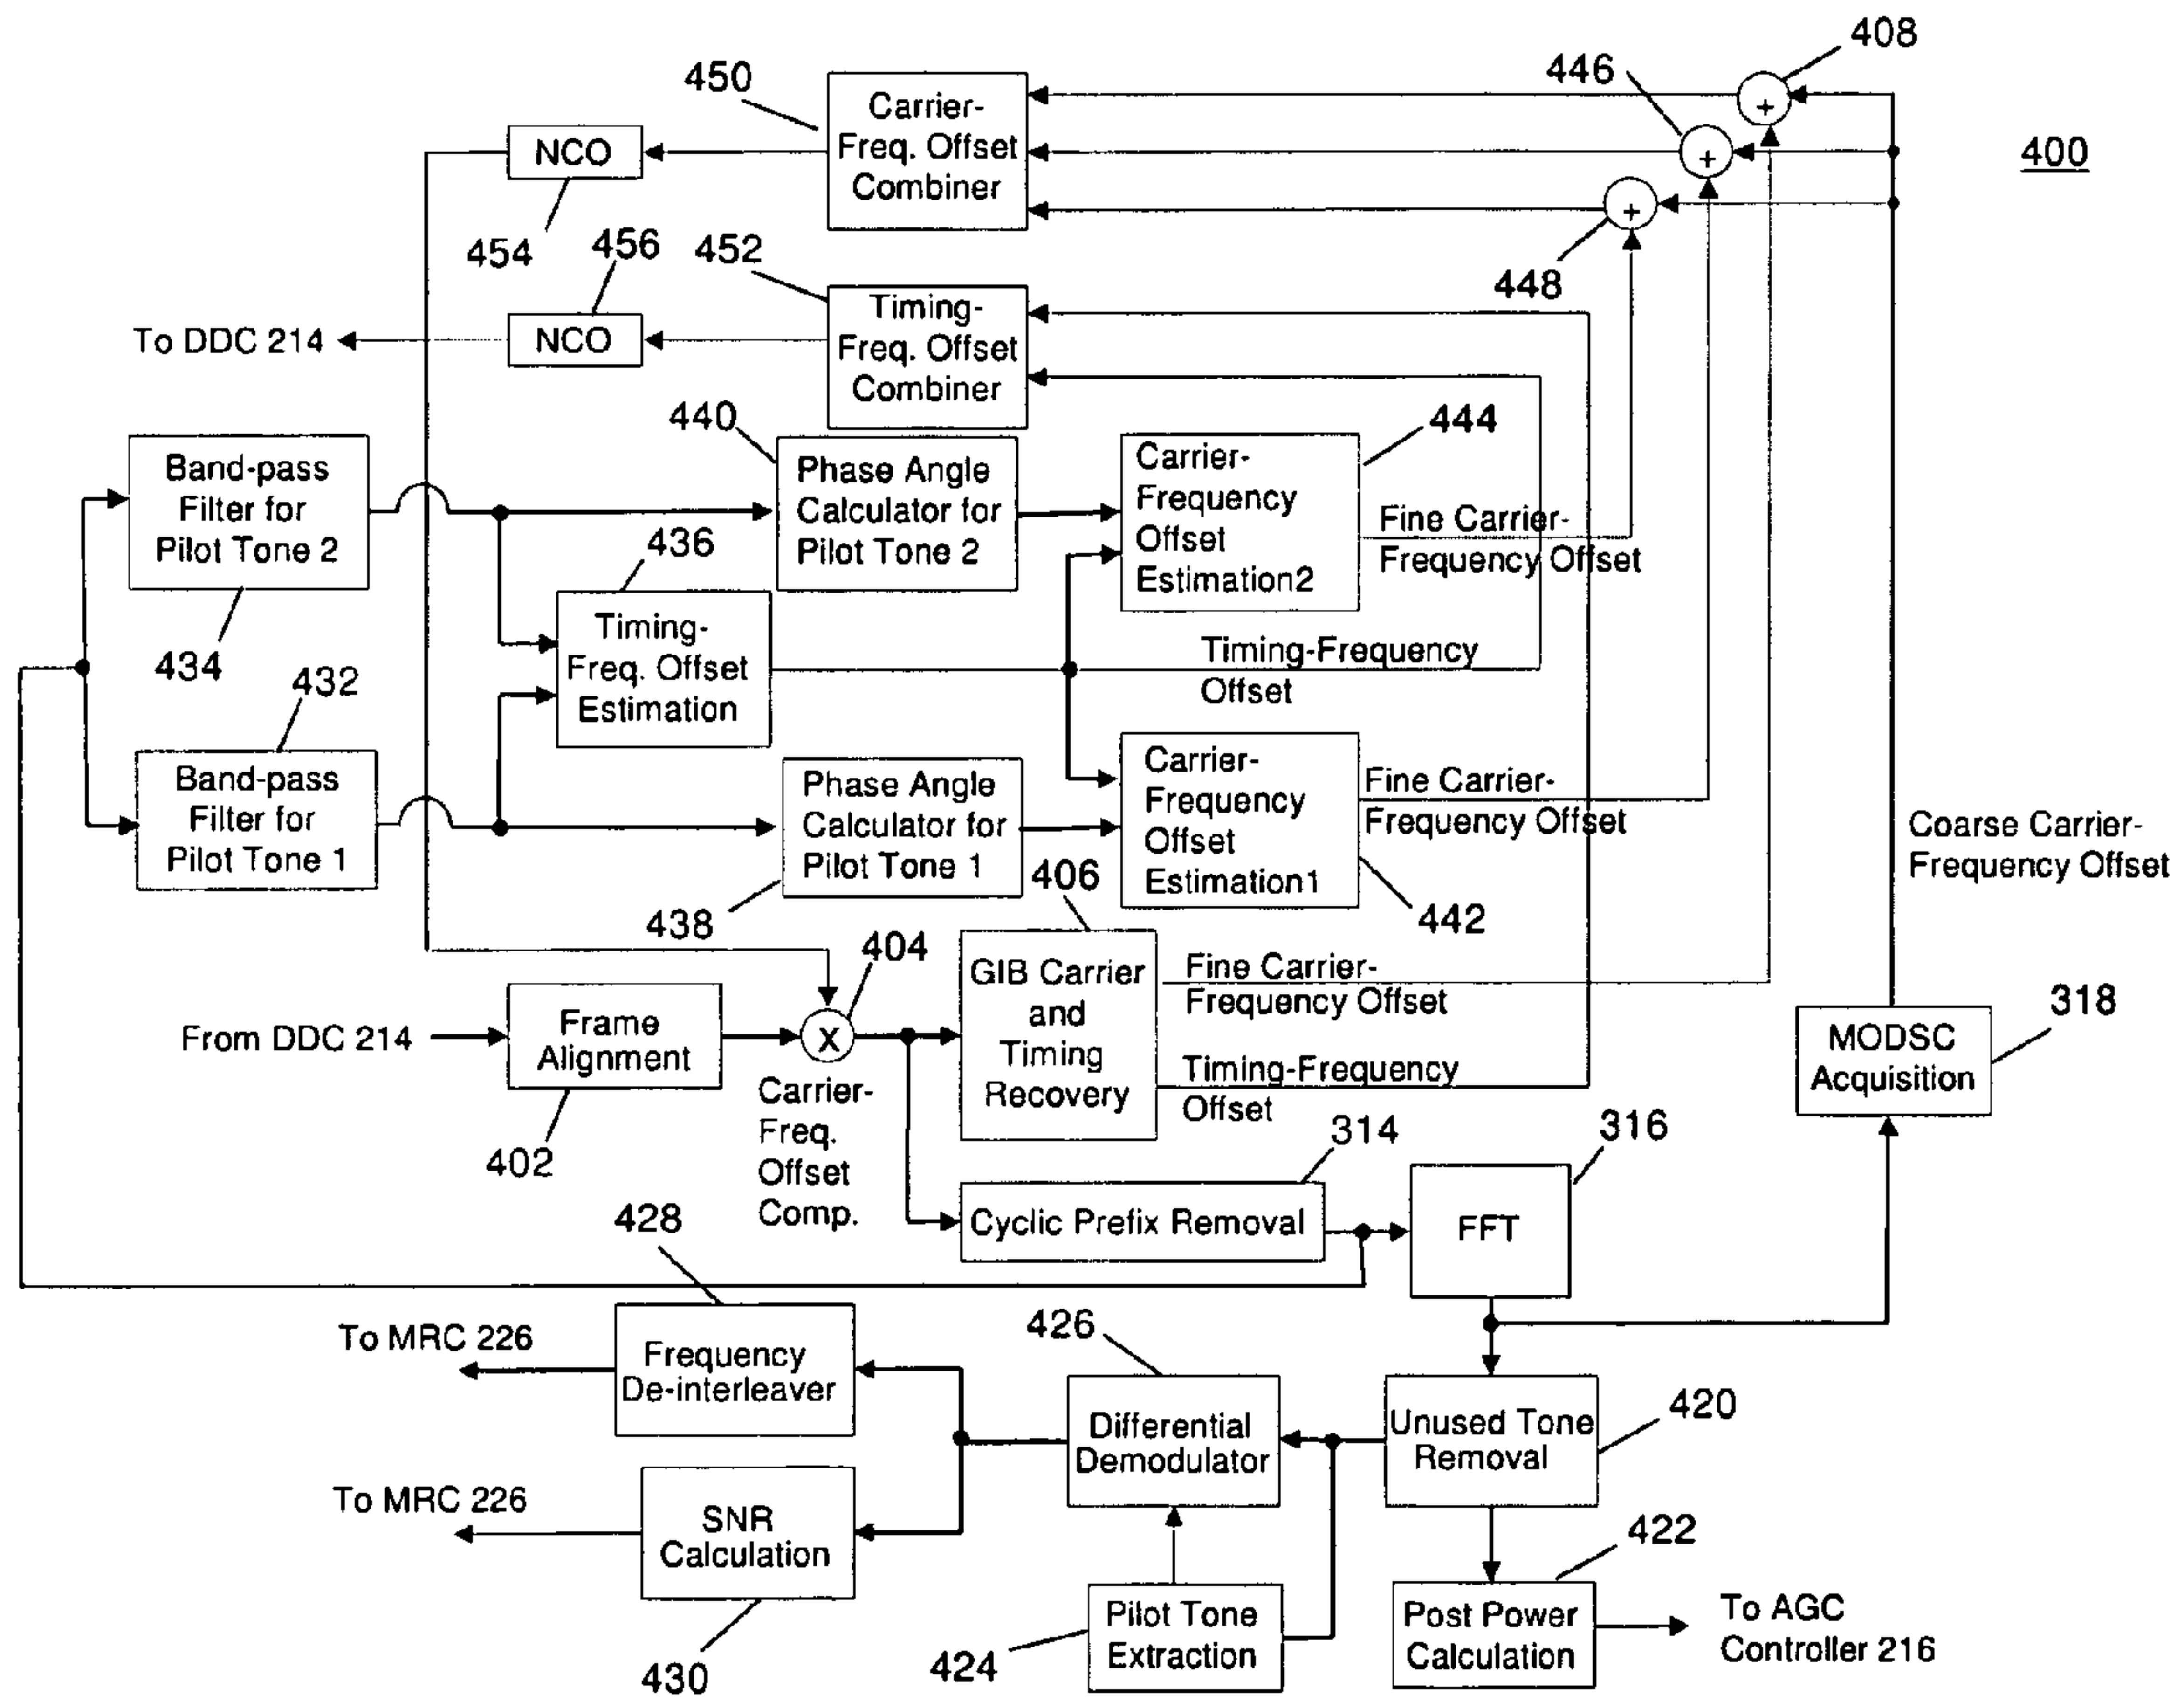 408
446
450
Carrier-
Freq. Offset
Combiner
+
+
+
400
NCO
454
456
452
448
Timing-
Freq. Offset
Combiner
NCO
To DDC 214
440
444
Band-pass
Filter for
Pilot Tone 2
Phase Angle
Calculator for
Pilot Tone 2
Carrier-
Frequency
Offset
Estimation2
Fine Carrier-
Frequency Offset
436
434
Timing-
Freq. Offset
Estimation
Timing-Frequency
Offset
432
Band-pass
Filter for
Pilot Tone 1
Phase Angle
Calculator for
Pilot Tone 1
Carrier-
Frequency
Offset
Estimation1
Fine Carrier-
Frequency Offset
Coarse Carrier-
Frequency Offset
406
438
442
404
From DDC 214
Frame
Alignment
X
Carrier-
Freq.
Offset
Comp.
402
GIB Carrier
and
Timing
Recovery
Fine Carrier-
Frequency Offset
Timing-Frequency
Offset
318
MODSC
Acquisition
314
316
Cyclic Prefix Removal
FFT
428
To MRC 226
Frequency
De-interleaver
426
Differential
Demodulator
Unused Tone
Removal
420
To MRC 226
SNR
Calculation
430
422
424
Pilot Tone
Extraction
Post Power
Calculation
To AGC
Controller 216